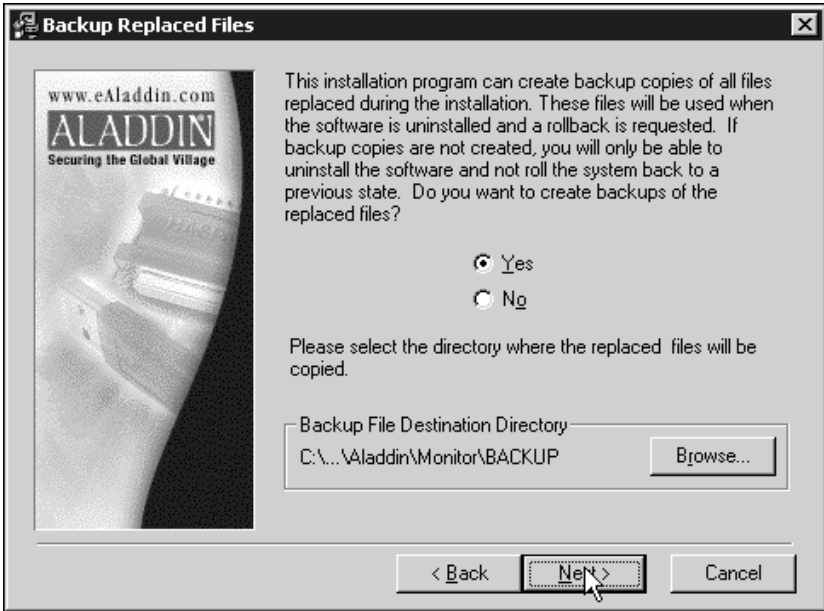 Backup Replaced Files
www.eAladdin.com
ALADDIN
Securing the Global Village
HASP
This installation program can create backup copies of all files
replaced during the installation. These files will be used when
the software is uninstalled and a rollback is requested. If
backup copies are not created, you will only be able to
uninstall the software and not roll the system back to a
previous state. Do you want to create backups of the
replaced files?
Yes
No
Please select the directory where the replaced files will be
copied.
Backup File Destination Directory
C:\...\Aladdin\Monitor\BACKUP
Browse...
< Back
Next >
Cancel